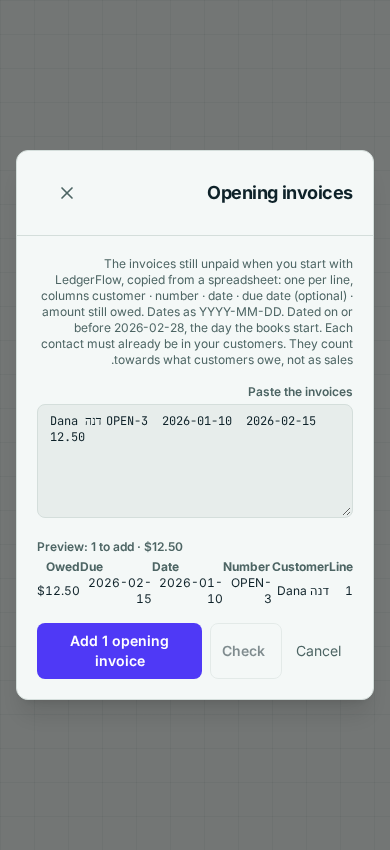 Opening invoices
The invoices still unpaid when you start with
LedgerFlow, copied from a spreadsheet: one per line,
columns customer · number · date · due date (optional) ·
amount still owed. Dates as YYYY-MM-DD. Dated on or
before 2026-02-28, the day the books start. Each
contact must already be in your customers. They count
.towards what customers owe, not as sales
Paste the invoices
Dana דנה OPEN-3 2026-01-10 2026-02-15
12.50
Preview: 1 to add · $12.50
Line Customer Number Date Due Owed
1 Dana דנה OPEN-3 2026-01-10 2026-02-15 $12.50
Add 1 opening
invoice
Check
Cancel